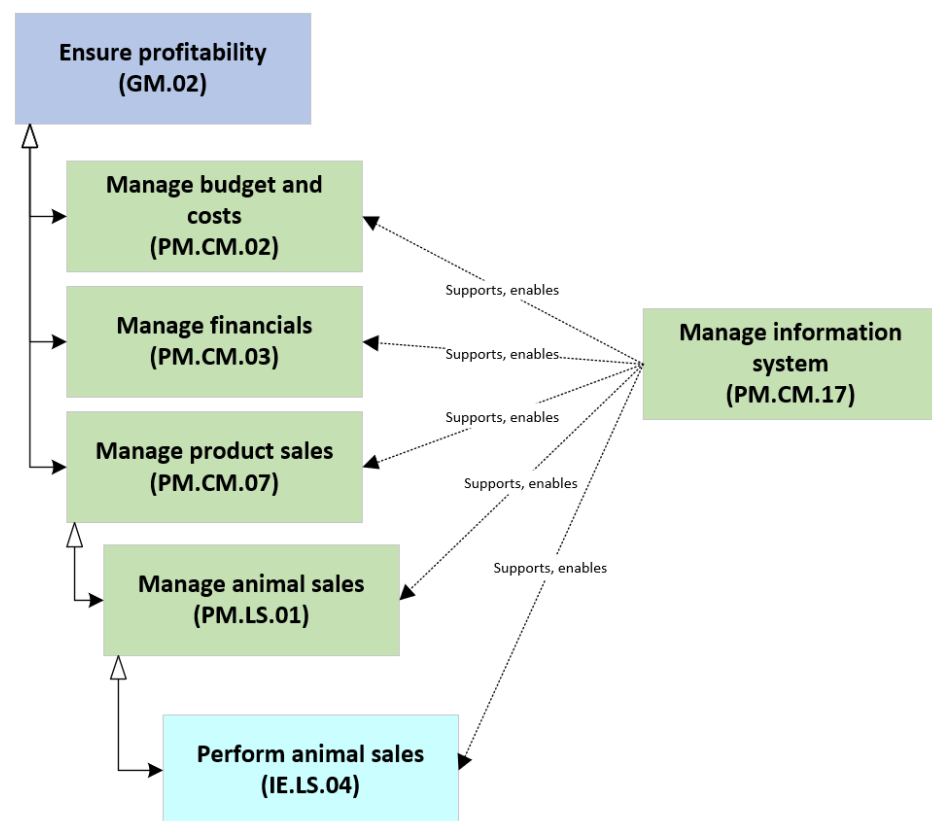 Ensure profitability
(GM.02)
Manage budget and
costs
(PM.CM.02)
Supports, enables
Manage financials
(PM.CM.03)
Supports, enables
Manage information
system
(PM.CM.17)
Manage product sales
(PM.CM.07)
Supports, enables
Supports, enables
Manage animal sales
(PM.LS.01)
Supports, enables
Perform animal sales
(IE.LS.04)